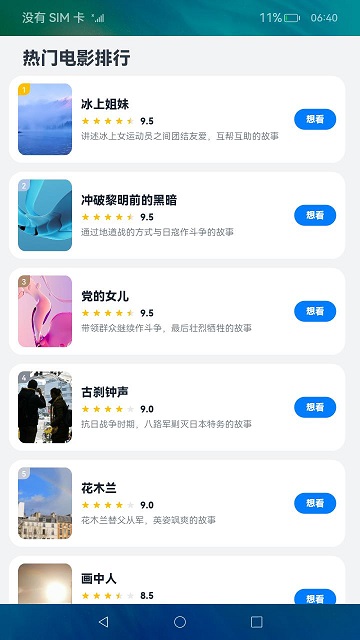 没有 SIM 卡
11%
06:40
热门电影排行
1
冰上姐妹
9.5
讲述冰上女运动员之间团结友爱，互帮互助的故事
想看
2
冲破黎明前的黑暗
9.5
通过地道战的方式与日寇作斗争的故事
想看
3
党的女儿
9.5
带领群众继续作斗争，最后壮烈牺牲的故事
想看
4
古刹钟声
9.0
抗日战争时期，八路军剿灭日本特务的故事
想看
5
花木兰
9.0
花木兰替父从军，英姿飒爽的故事
想看
画中人
8.5
想看